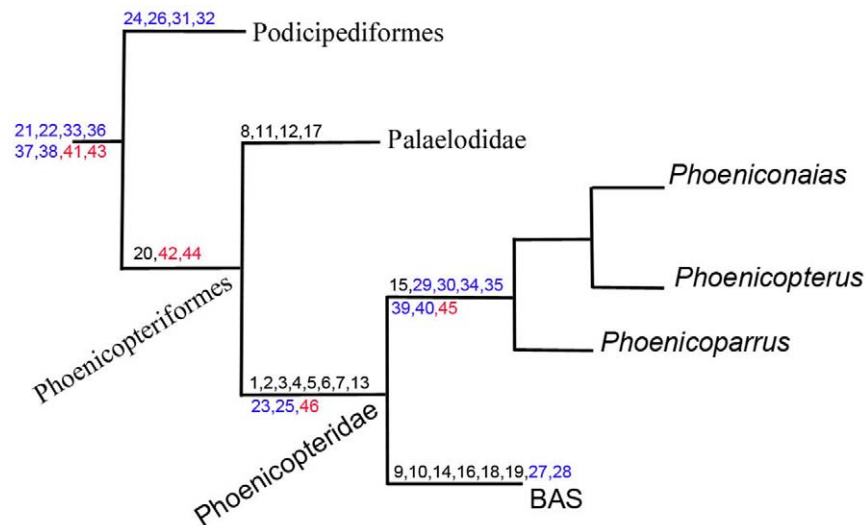 24,26,31,32
Podicipediformes
21,22,33,36
37,38,41,43
8,11,12,17
Palaelodidae
Phoeniconaias
20,42,44
Phoenicopteriformes
15,29,30,34,35
39,40,45
Phoenicopterus
Phoenicoparrus
1,2,3,4,5,6,7,13
23,25,46
Phoenicopteridae
9,10,14,16,18,19,27,28
BAS